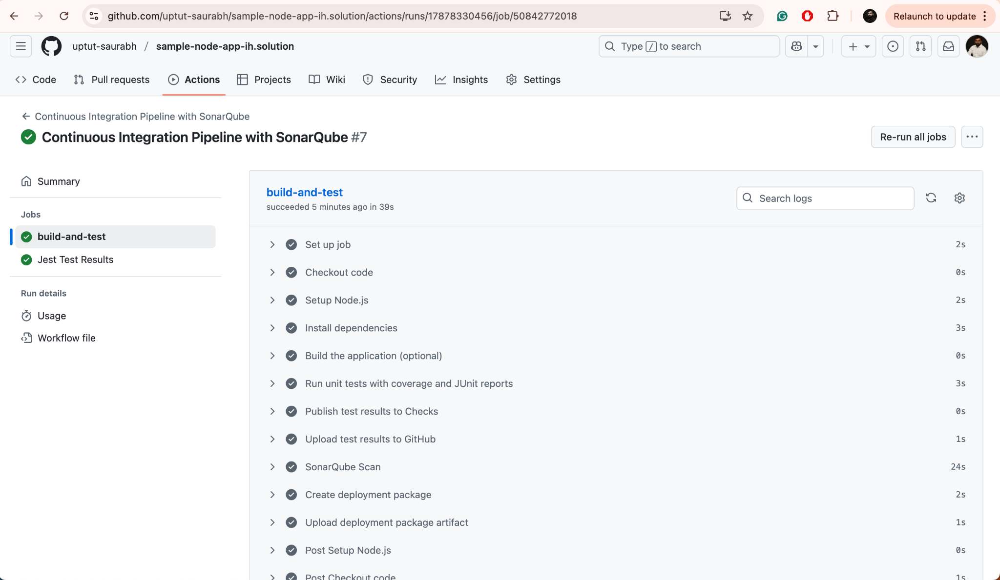 github.com/uptut-saurabh/sample-node-app-ih.solution/actions/runs/17878330456/job/50842772018
Relaunch to update
uptut-saurabh / sample-node-app-ih.solution
Type / to search
Code
Pull requests
Actions
Projects
Wiki
Security
Insights
Settings
Continuous Integration Pipeline with SonarQube
Continuous Integration Pipeline with SonarQube #7
Re-run all jobs
Summary
Jobs
build-and-test
Jest Test Results
Run details
Usage
Workflow file
build-and-test
succeeded 5 minutes ago in 39s
Search logs
Set up job 2s
Checkout code 0s
Setup Node.js 2s
Install dependencies 3s
Build the application (optional) 0s
Run unit tests with coverage and JUnit reports 3s
Publish test results to Checks 0s
Upload test results to GitHub 1s
SonarQube Scan 24s
Create deployment package 2s
Upload deployment package artifact 1s
Post Setup Node.js 0s
Post Checkout code 1s